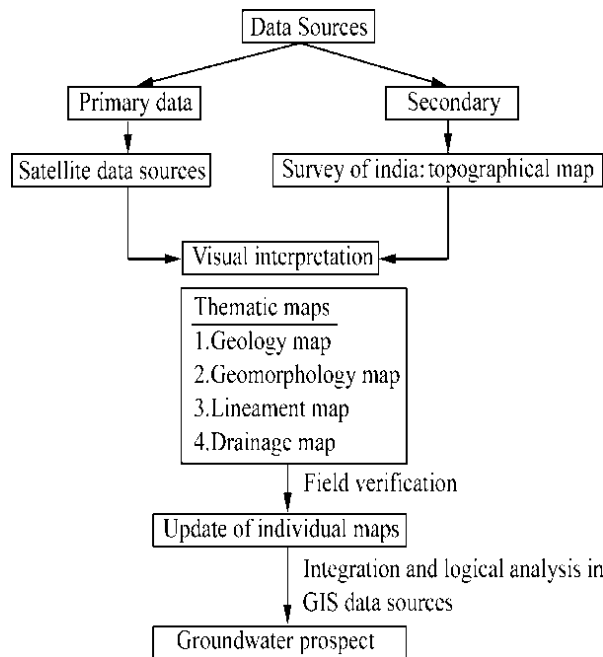 Data Sources
Primary data
Secondary
Satellite data sources
Survey of india: topographical map
Visual interpretation
Thematic maps
1.Geology map
2.Geomorphology map
3.Lineament map
4.Drainage map
Field verification
Update of individual maps
Integration and logical analysis in
GIS data sources
Groundwater prospect